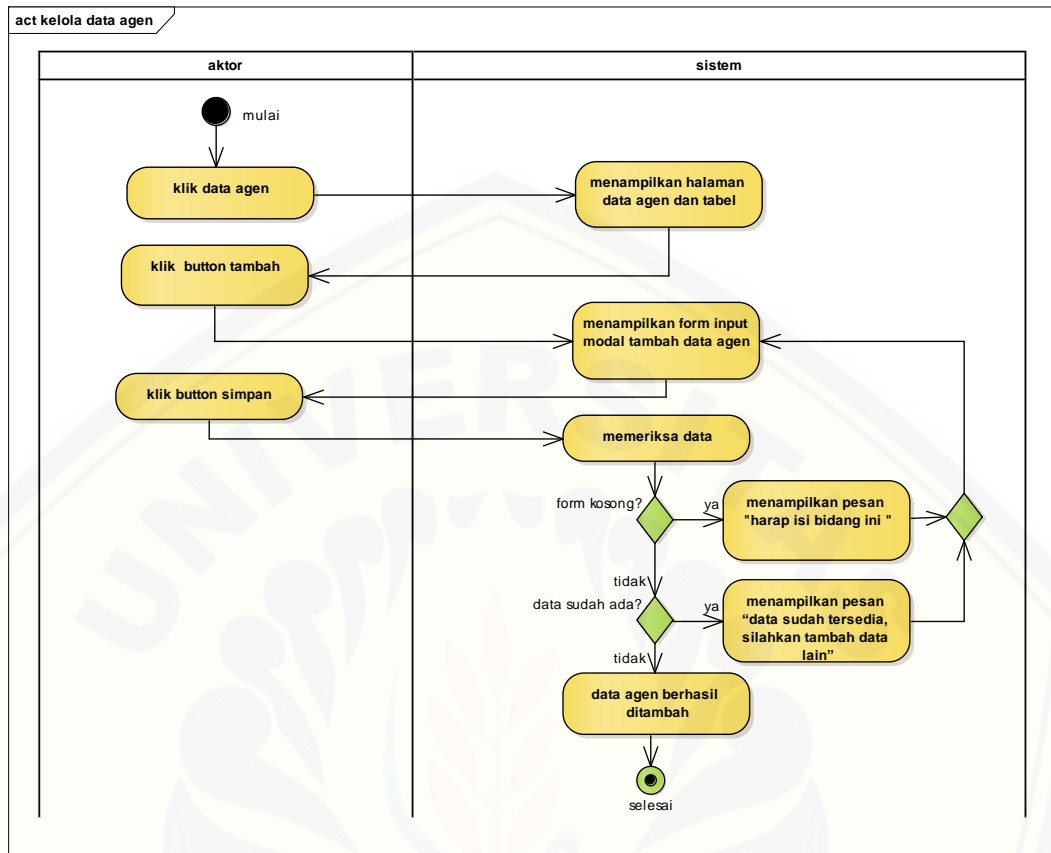 act kelola data agen
aktor
sistem
mulai
klik data agen
menampilkan halaman
data agen dan tabel
klik button tambah
menampilkan form input
modal tambah data agen
klik button simpan
memeriksa data
form kosong?
ya
menampilkan pesan
"harap isi bidang ini "
tidak
data sudah ada?
ya
menampilkan pesan
“data sudah tersedia,
silahkan tambah data
lain”
tidak
data agen berhasil
ditambah
selesai
UNIVERSITAS